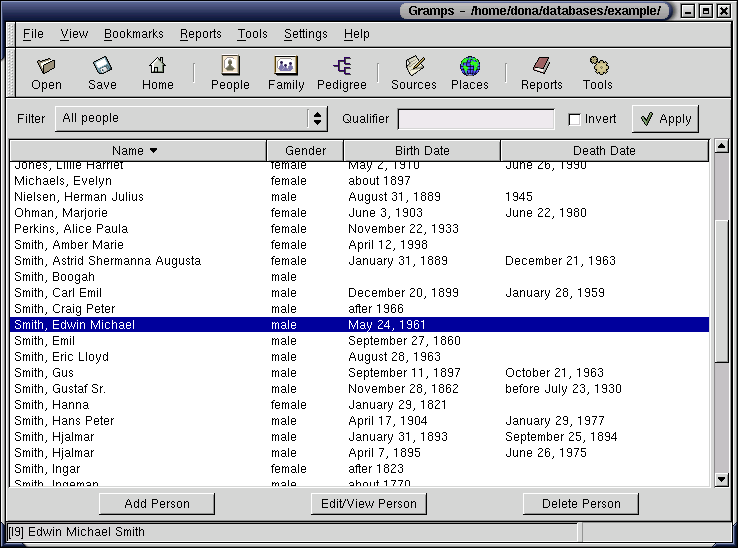 Gramps - /home/dona/databases/example/
File View Bookmarks Reports Tools Settings Help
Open Save Home People Family Pedigree Sources Places Reports Tools
Filter All people Qualifier Invert Apply
Name Gender Birth Date Death Date
Jones, Lillie Harriet female May 2, 1910 June 26, 1990
Michaels, Evelyn female about 1897
Nielsen, Herman Julius male August 31, 1889 1945
Ohman, Marjorie female June 3, 1903 June 22, 1980
Perkins, Alice Paula female November 22, 1933
Smith, Amber Marie female April 12, 1998
Smith, Astrid Shermanna Augusta female January 31, 1889 December 21, 1963
Smith, Boogah male
Smith, Carl Emil male December 20, 1899 January 28, 1959
Smith, Craig Peter male after 1966
Smith, Edwin Michael male May 24, 1961
Smith, Emil male September 27, 1860
Smith, Eric Lloyd male August 28, 1963
Smith, Gus male September 11, 1897 October 21, 1963
Smith, Gustaf Sr. male November 28, 1862 before July 23, 1930
Smith, Hanna female January 29, 1821
Smith, Hans Peter male April 17, 1904 January 29, 1977
Smith, Hjalmar male January 31, 1893 September 25, 1894
Smith, Hjalmar male April 7, 1895 June 26, 1975
Smith, Ingar female after 1823
Smith, Ingeman male about 1770
Add Person Edit/View Person Delete Person
[I9] Edwin Michael Smith